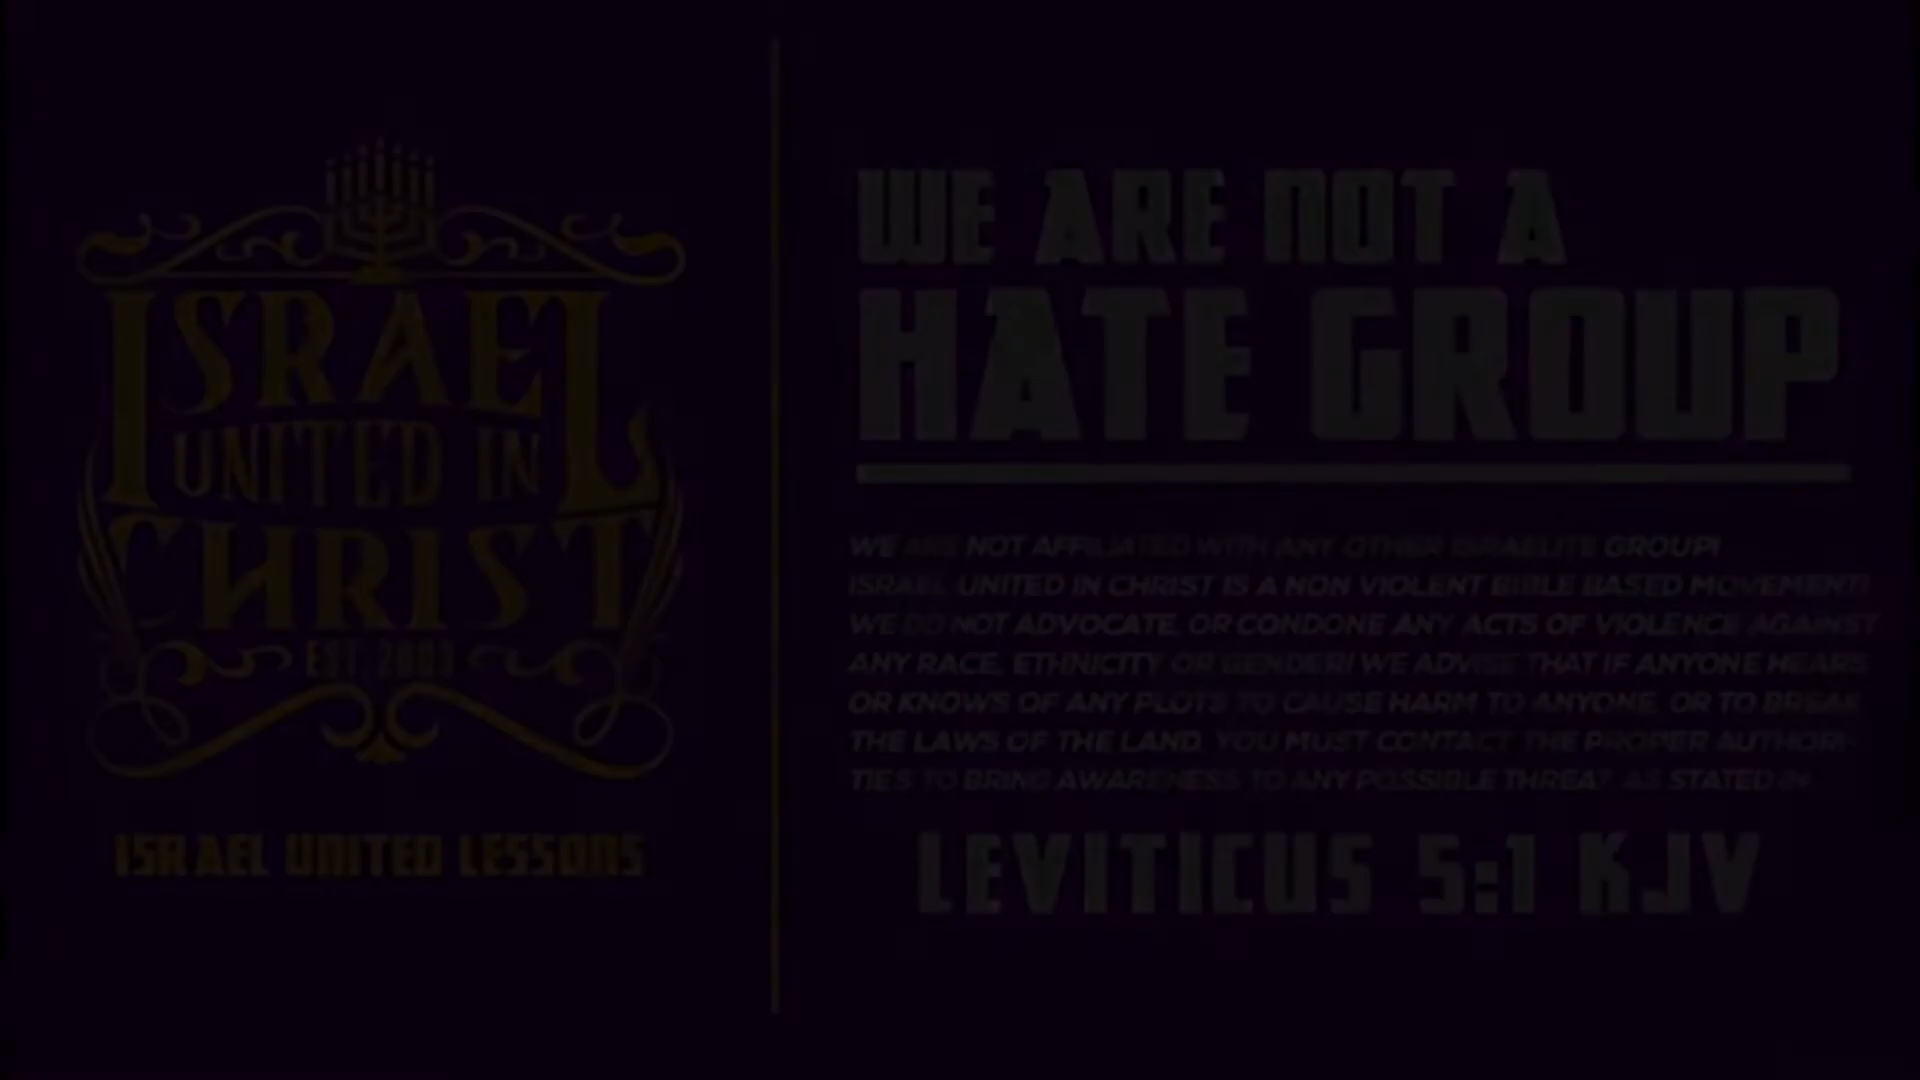 ISRAEL
UNITED IN
CHRIST
EST 2003
ISRAEL UNITED LESSONS
WE ARE NOT A
HATE GROUP
WE ARE NOT AFFILIATED WITH ANY OTHER ISRAELITE GROUP!
ISRAEL UNITED IN CHRIST IS A NON VIOLENT BIBLE BASED MOVEMENT!
WE DO NOT ADVOCATE, OR CONDONE ANY ACTS OF VIOLENCE AGAINST
ANY RACE, ETHNICITY OR GENDER! WE ADVISE THAT IF ANYONE HEARS
OR KNOWS OF ANY PLOTS TO CAUSE HARM TO ANYONE, OR TO BREAK
THE LAWS OF THE LAND, YOU MUST CONTACT THE PROPER AUTHORI-
TIES TO BRING AWARENESS TO ANY POSSIBLE THREAT AS STATED IN
LEVITICUS 5:1 KJV